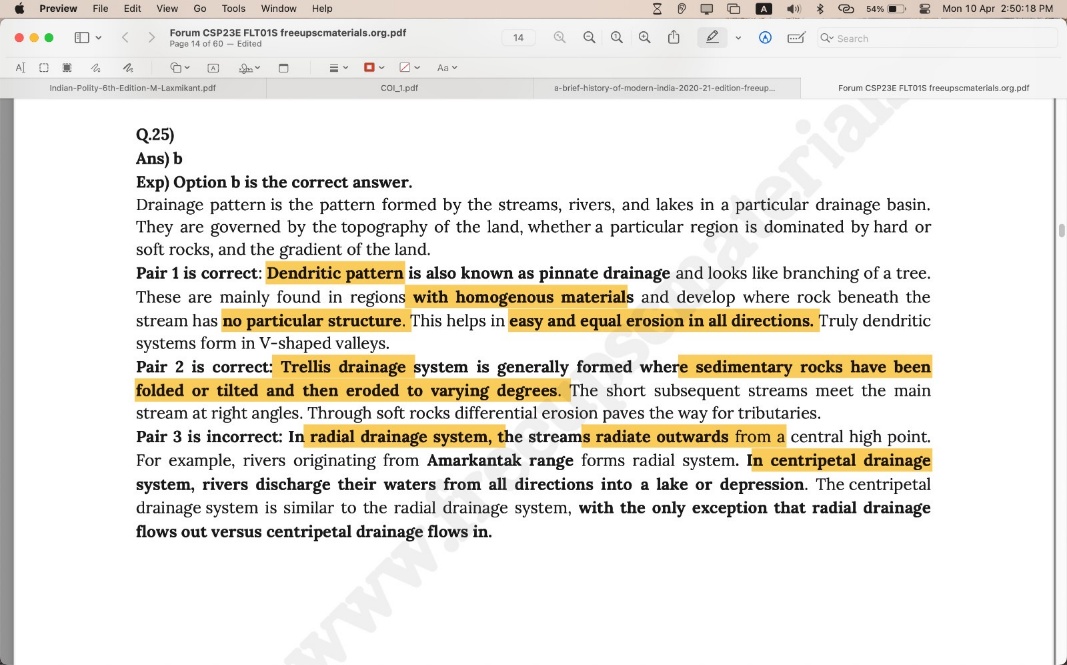 Preview File Edit View Go Tools Window Help A 54% Mon 10 Apr 2:50:18 PM
Forum CSP23E FLT01S freeupscmaterials.org.pdf
Page 14 of 60 — Edited
14
Search
A
Aa
Indian-Polity-6th-Edition-M-Laxmikant.pdf
COI_1.pdf
a-brief-history-of-modern-india-2020-21-edition-freeup...
Forum CSP23E FLT01S freeupscmaterials.org.pdf
Q.25)
Ans) b
Exp) Option b is the correct answer.
Drainage pattern is the pattern formed by the streams, rivers, and lakes in a particular drainage basin.
They are governed by the topography of the land, whether a particular region is dominated by hard or
soft rocks, and the gradient of the land.
Pair 1 is correct: Dendritic pattern is also known as pinnate drainage and looks like branching of a tree.
These are mainly found in regions with homogenous materials and develop where rock beneath the
stream has no particular structure. This helps in easy and equal erosion in all directions. Truly dendritic
systems form in V-shaped valleys.
Pair 2 is correct: Trellis drainage system is generally formed where sedimentary rocks have been
folded or tilted and then eroded to varying degrees. The short subsequent streams meet the main
stream at right angles. Through soft rocks differential erosion paves the way for tributaries.
Pair 3 is incorrect: In radial drainage system, the streams radiate outwards from a central high point.
For example, rivers originating from Amarkantak range forms radial system. In centripetal drainage
system, rivers discharge their waters from all directions into a lake or depression. The centripetal
drainage system is similar to the radial drainage system, with the only exception that radial drainage
flows out versus centripetal drainage flows in.
www.freeupscmaterial